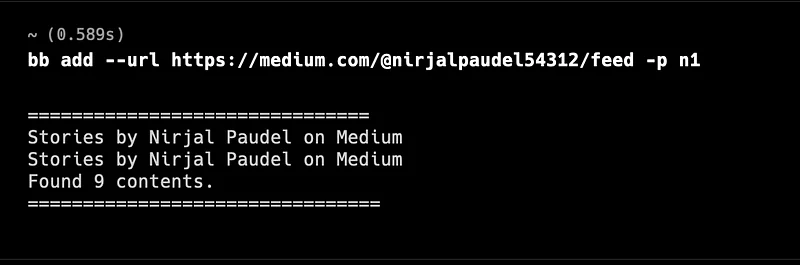 ~ (0.589s)
bb add --url https://medium.com/@nirjalpaudel54312/feed -p n1
===============================
Stories by Nirjal Paudel on Medium
Stories by Nirjal Paudel on Medium
Found 9 contents.
================================